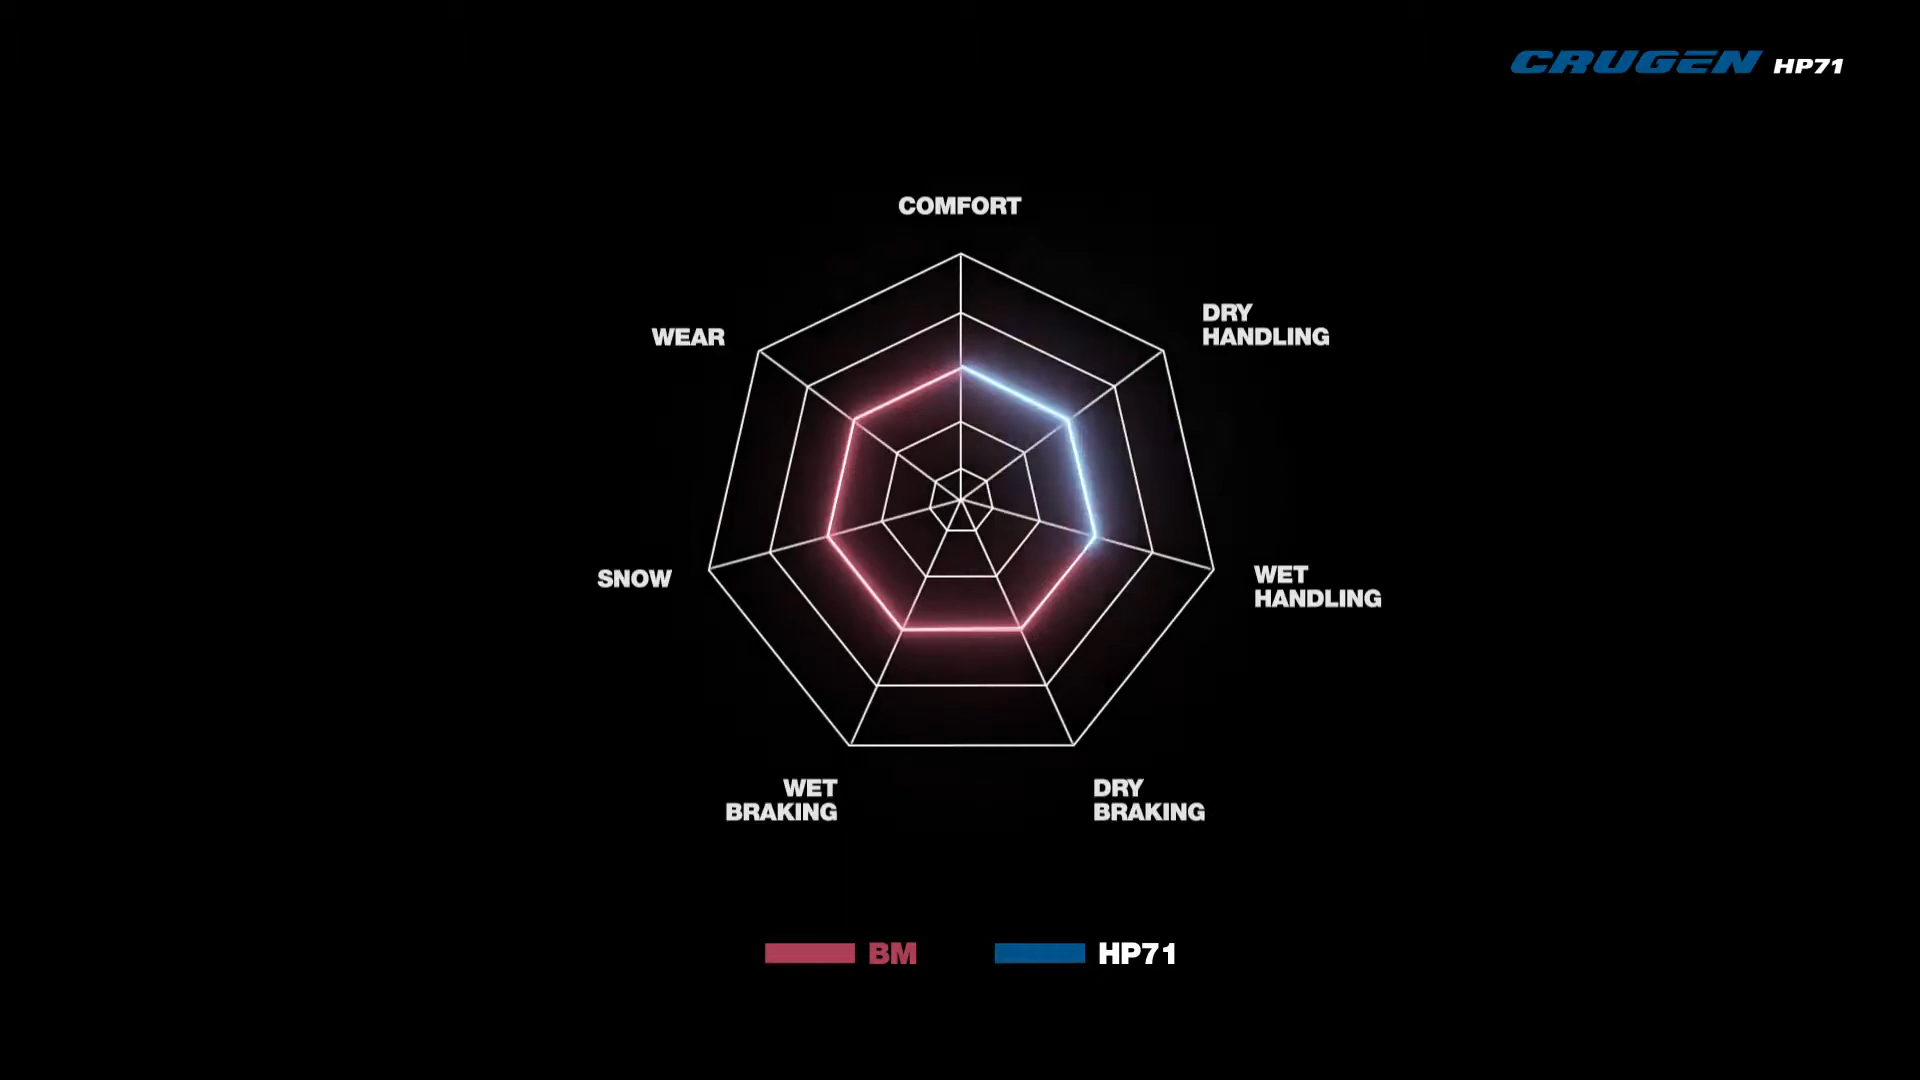 CRUGEN HP71
COMFORT
DRY
HANDLING
WEAR
WET
HANDLING
SNOW
WET
BRAKING
DRY
BRAKING
BM
HP71